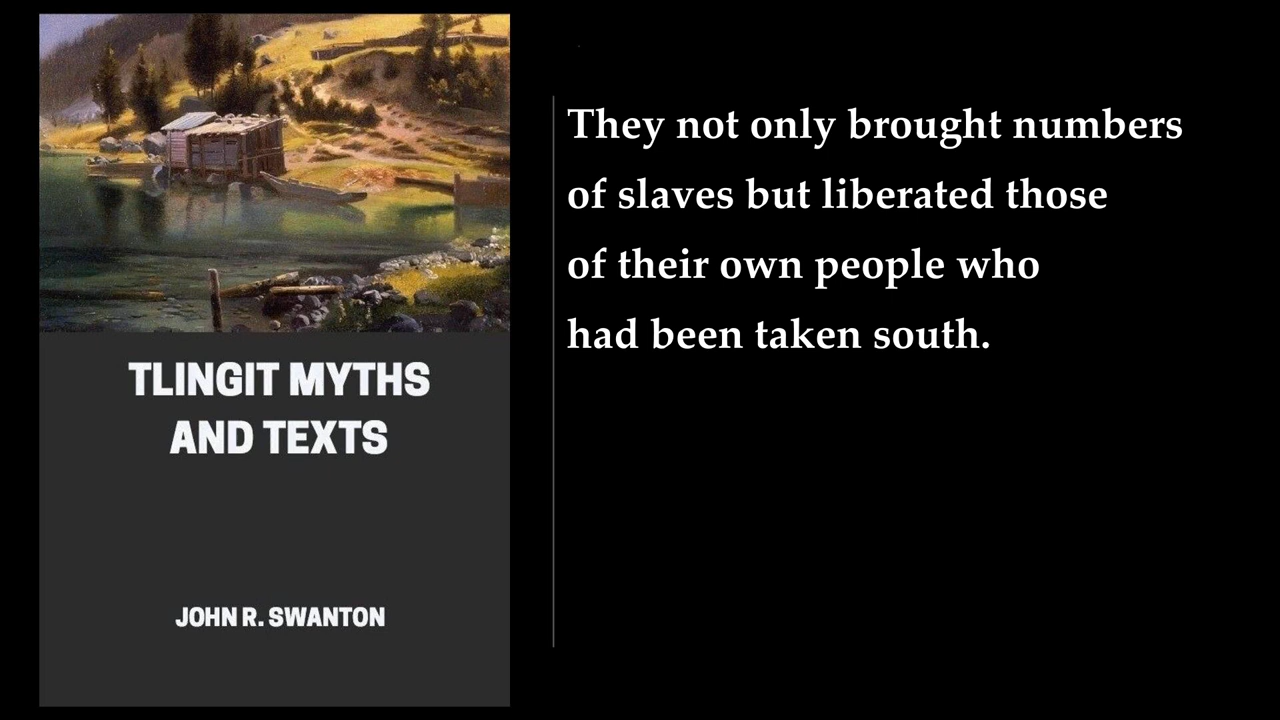 TLINGIT MYTHS
AND TEXTS
JOHN R. SWANTON
They not only brought numbers
of slaves but liberated those
of their own people who
had been taken south.